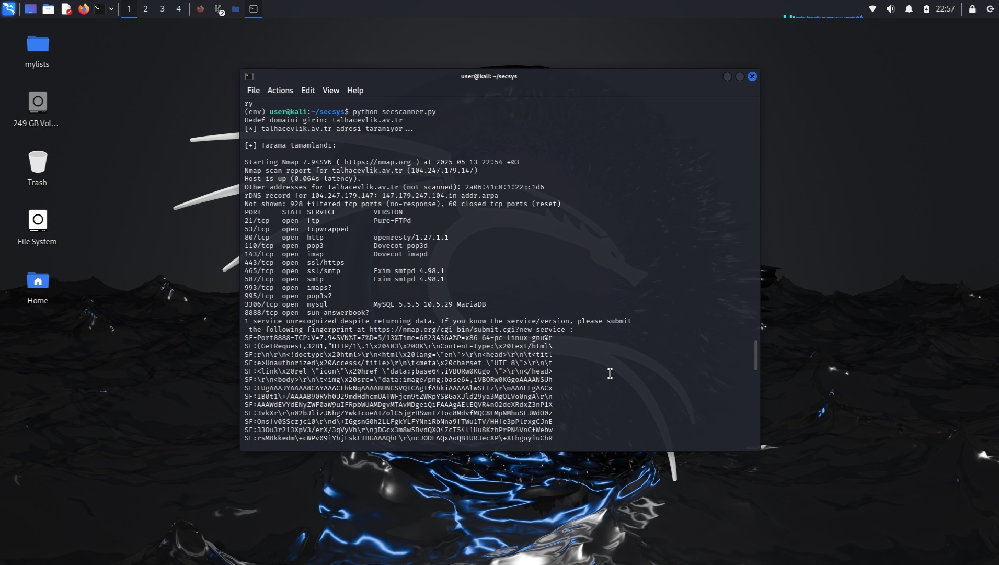 1 2 3 4 2 22:57
mylists
249 GB Vol...
Trash
File System
Home
user@kali: ~/secsys
File Actions Edit View Help
ry
(env) user@kali:~/secsys$ python secscanner.py
Hedef domaini girin: talhacevlik.av.tr
[*] talhacevlik.av.tr adresi taranıyor...
[+] Tarama tamamlandı:
Starting Nmap 7.94SVN ( https://nmap.org ) at 2025-05-13 22:54 +03
Nmap scan report for talhacevlik.av.tr (104.247.179.147)
Host is up (0.064s latency).
Other addresses for talhacevlik.av.tr (not scanned): 2a06:41c0:1:22::1d6
rDNS record for 104.247.179.147: 147.179.247.104.in-addr.arpa
Not shown: 928 filtered tcp ports (no-response), 60 closed tcp ports (reset)
PORT STATE SERVICE VERSION
21/tcp open ftp Pure-FTPd
53/tcp open tcpwrapped
80/tcp open http openresty/1.27.1.1
110/tcp open pop3 Dovecot pop3d
143/tcp open imap Dovecot imapd
443/tcp open ssl/https
465/tcp open ssl/smtp Exim smtpd 4.98.1
587/tcp open smtp Exim smtpd 4.98.1
993/tcp open imaps?
995/tcp open pop3s?
3306/tcp open mysql MySQL 5.5.5-10.5.29-MariaDB
8888/tcp open sun-answerbook?
1 service unrecognized despite returning data. If you know the service/version, please submit
the following fingerprint at https://nmap.org/cgi-bin/submit.cgi?new-service :
SF-Port8888-TCP:V=7.94SVN%I=7%D=5/13%Time=6823A36A%P=x86_64-pc-linux-gnu%r
SF:(GetRequest,32B1,"HTTP/1\.1\x20403\x20OK\r\nContent-type:\x20text/html\
SF:r\n\r\n<!doctype\x20html>\r\n<html\x20lang=\"en\">\r\n<head>\r\n\t<titl
SF:e>Unauthorized\x20Access</title>\r\n\t<meta\x20charset=\"UTF-8\">\r\n\t
SF:<link\x20rel=\"icon\"\x20href=\"data:;base64,iVBORw0KGgo=\">\r\n</head>
SF:\r\n<body>\r\n\t<img\x20src=\"data:image/png;base64,iVBORw0KGgoAAAANSUh
SF:EUgAAAJYAAAA8CAYAAACEhkNqAAAABHNCSVQICAgIfAhkiAAAAAlwSFlz\r\nAAALEgAACx
SF:IB0t1\+/AAAAB90RVh0U29mdHdhcmUATWFjcm9tZWRpYSBGaXJld29ya3MgOLVo0ngA\r\n
SF:AAAWdEVYdENyZWF0aW9uIFRpbWUAMDgvMTAvMDgeiQiFAAAgAElEQVR4nO2deXRdxZ3nP1X
SF:3vkXr\r\n02bJlizJNhgZYwkIcoeATZolC5jgrHSwnT7Toc8MdvfMQC8EMpNMhuSEJWdO0z
SF:Onsfv0SSczjc10\r\nd\+IGgsnG0h2LLFgkYLFYNniRbNna9fTWu1TV/HHfe3pPlrxgCJnE
SF:33Ou3r213XpV3/erX/3qVyVh\r\njDGcx3m8w5DvdQXO47cT54l1Hu8KzhPrPN4VnCfWebw
SF:rsM8kkedm\+cWPv09iYhjLskEIBGAAAQhE\r\ncJODEAQxAoQBIURJecXP\+XthgoyiuChR